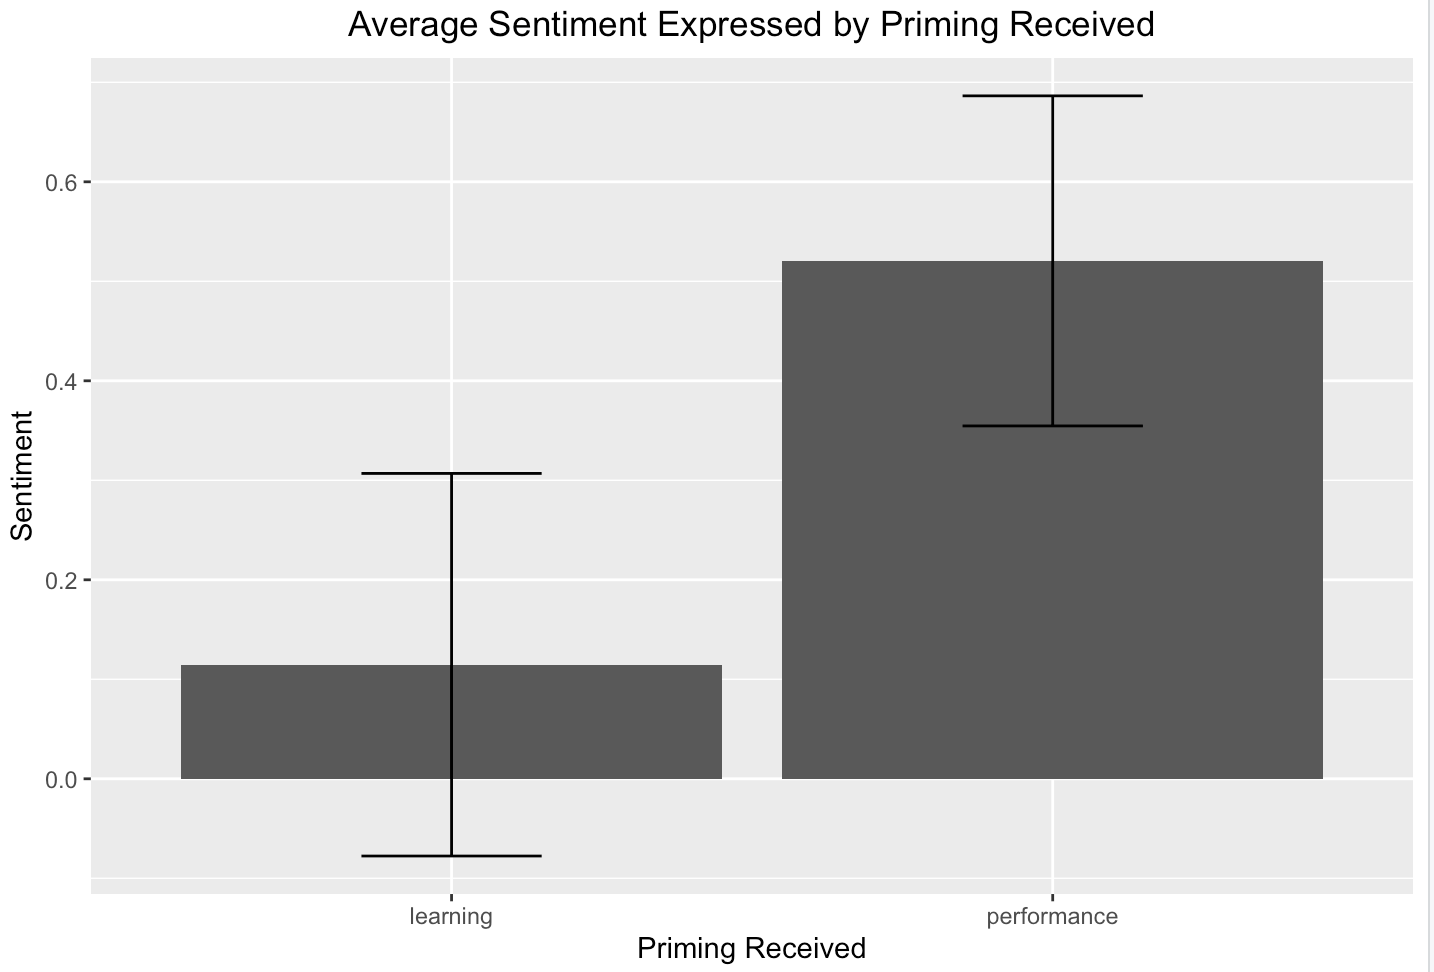 Average Sentiment Expressed by Priming Received
Sentiment
0.6
0.4
0.2
0.0
learning
performance
Priming Received